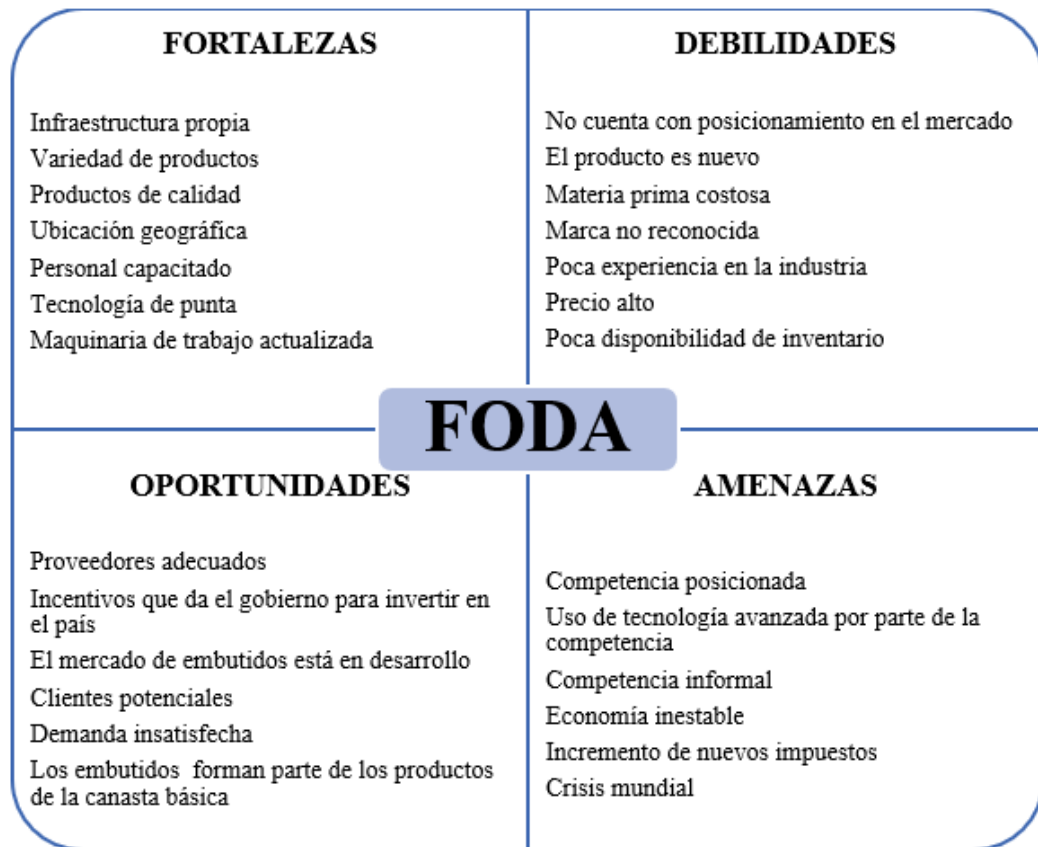 FORTALEZAS
Infraestructura propia
Variedad de productos
Productos de calidad
Ubicación geográfica
Personal capacitado
Tecnología de punta
Maquinaria de trabajo actualizada
DEBILIDADES
No cuenta con posicionamiento en el mercado
El producto es nuevo
Materia prima costosa
Marca no reconocida
Poca experiencia en la industria
Precio alto
Poca disponibilidad de inventario
FODA
OPORTUNIDADES
Proveedores adecuados
Incentivos que da el gobierno para invertir en
el país
El mercado de embutidos está en desarrollo
Clientes potenciales
Demanda insatisfecha
Los embutidos  forman parte de los productos
de la canasta básica
AMENAZAS
Competencia posicionada
Uso de tecnología avanzada por parte de la
competencia
Competencia informal
Economía inestable
Incremento de nuevos impuestos
Crisis mundial